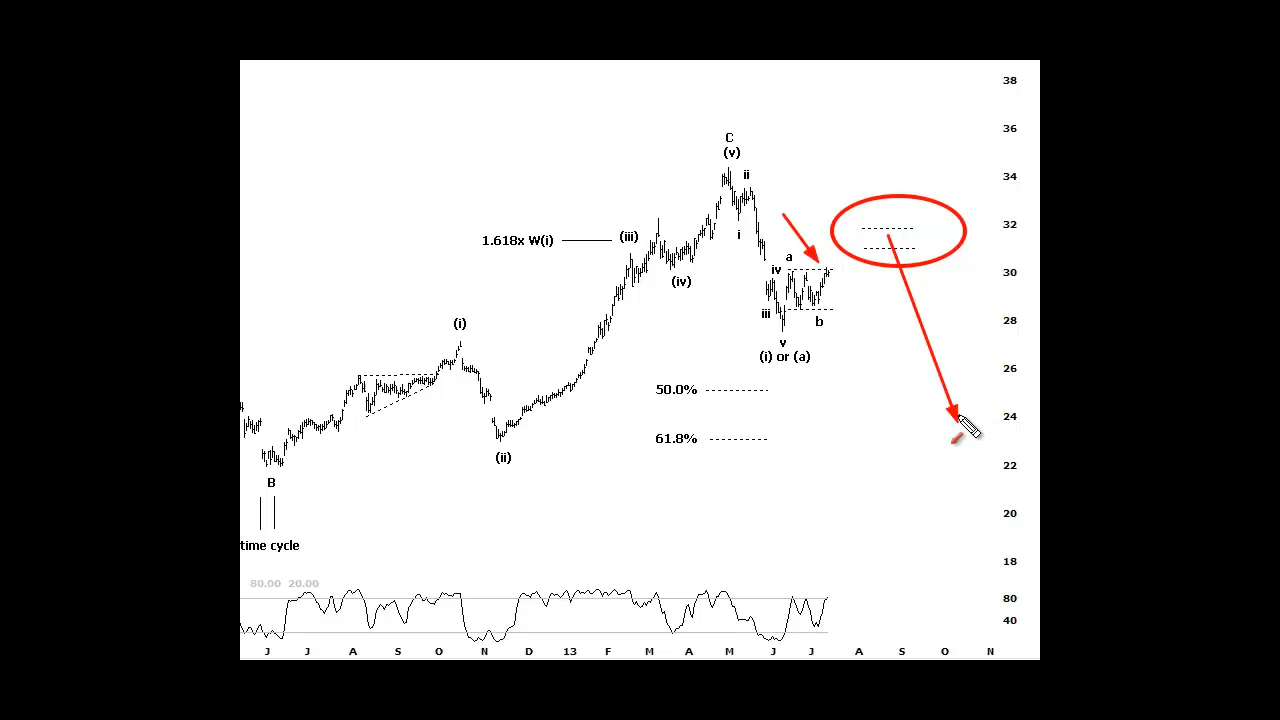 38
36
C
(v)
ii
34
32
1.618x W(i)
(iii)
i
a
iv
30
(iv)
iii
b
28
(i)
v
(i) or (a)
26
50.0%
24
61.8%
(ii)
22
B
20
time cycle
18
80.00 20.00
80
40
J J A S O N D 13 F M A M J J A S O N